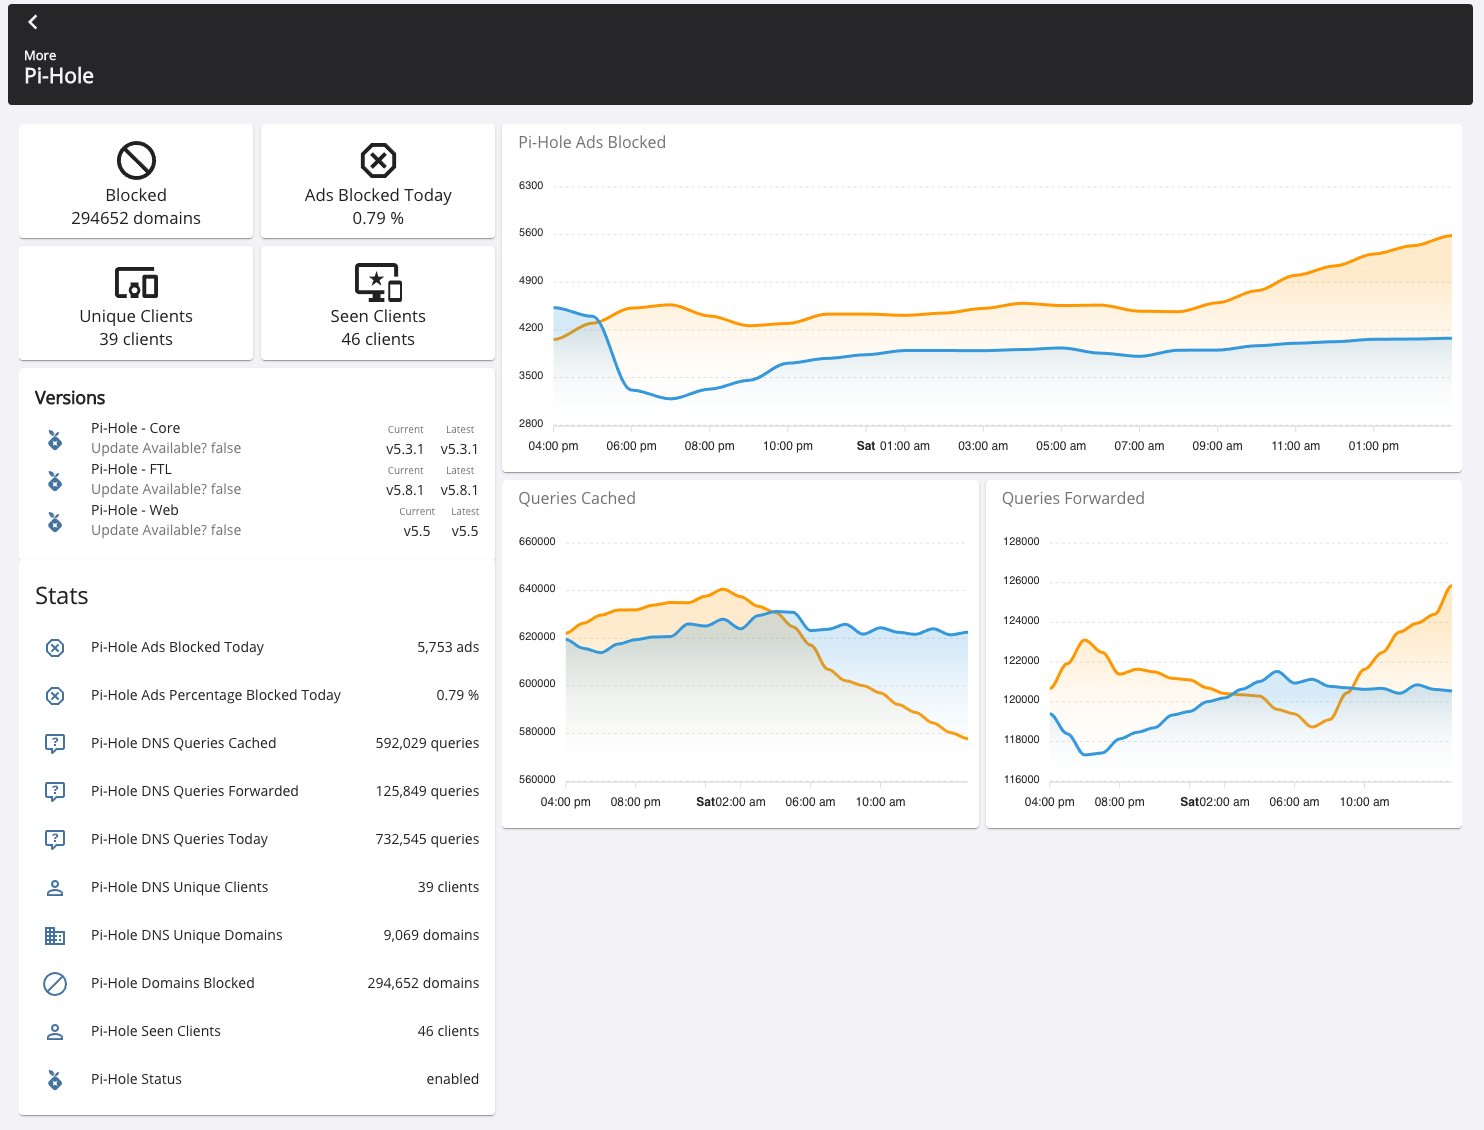 More
Pi-Hole
Blocked
294652 domains
Ads Blocked Today
0.79 %
Unique Clients
39 clients
Seen Clients
46 clients
Versions
Pi-Hole - Core Current Latest
Update Available? false v5.3.1 v5.3.1
Pi-Hole - FTL Current Latest
Update Available? false v5.8.1 v5.8.1
Pi-Hole - Web Current Latest
Update Available? false v5.5 v5.5
Stats
Pi-Hole Ads Blocked Today 5,753 ads
Pi-Hole Ads Percentage Blocked Today 0.79 %
Pi-Hole DNS Queries Cached 592,029 queries
Pi-Hole DNS Queries Forwarded 125,849 queries
Pi-Hole DNS Queries Today 732,545 queries
Pi-Hole DNS Unique Clients 39 clients
Pi-Hole DNS Unique Domains 9,069 domains
Pi-Hole Domains Blocked 294,652 domains
Pi-Hole Seen Clients 46 clients
Pi-Hole Status enabled
Pi-Hole Ads Blocked
6300
5600
4900
4200
3500
2800
04:00 pm 06:00 pm 08:00 pm 10:00 pm Sat 01:00 am 03:00 am 05:00 am 07:00 am 09:00 am 11:00 am 01:00 pm
Queries Cached
660000
640000
620000
600000
580000
560000
04:00 pm 08:00 pm Sat 02:00 am 06:00 am 10:00 am
Queries Forwarded
128000
126000
124000
122000
120000
118000
116000
04:00 pm 08:00 pm Sat 02:00 am 06:00 am 10:00 am